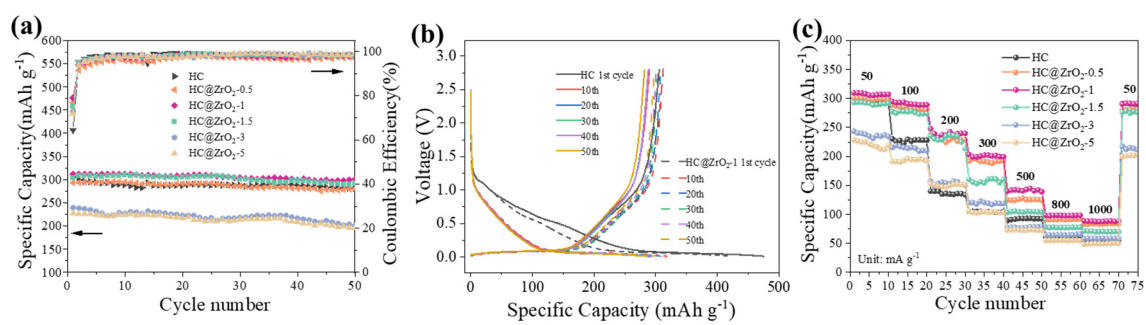 (a)
600
550
500
450
400
350
300
250
200
150
100
100
80
60
40
20
0
HC
HC@ZrO₂-0.5
HC@ZrO₂-1
HC@ZrO₂-1.5
HC@ZrO₂-3
HC@ZrO₂-5
Specific Capacity(mAh g⁻¹)
Coulombic Efficiency(%)
0 10 20 30 40 50
Cycle number
(b)
3.0
2.5
2.0
1.5
1.0
0.5
0.0
HC 1st cycle
10th
20th
30th
40th
50th
HC@ZrO₂-1 1st cycle
10th
20th
30th
40th
50th
Voltage (V)
0 100 200 300 400 500
Specific Capacity (mAh g⁻¹)
(c)
400
350
300
250
200
150
100
50
0
HC
HC@ZrO₂-0.5
HC@ZrO₂-1
HC@ZrO₂-1.5
HC@ZrO₂-3
HC@ZrO₂-5
50
100
200
300
500
800
1000
50
Unit: mA g⁻¹
Specific Capacity(mAh g⁻¹)
0 5 10 15 20 25 30 35 40 45 50 55 60 65 70 75
Cycle number